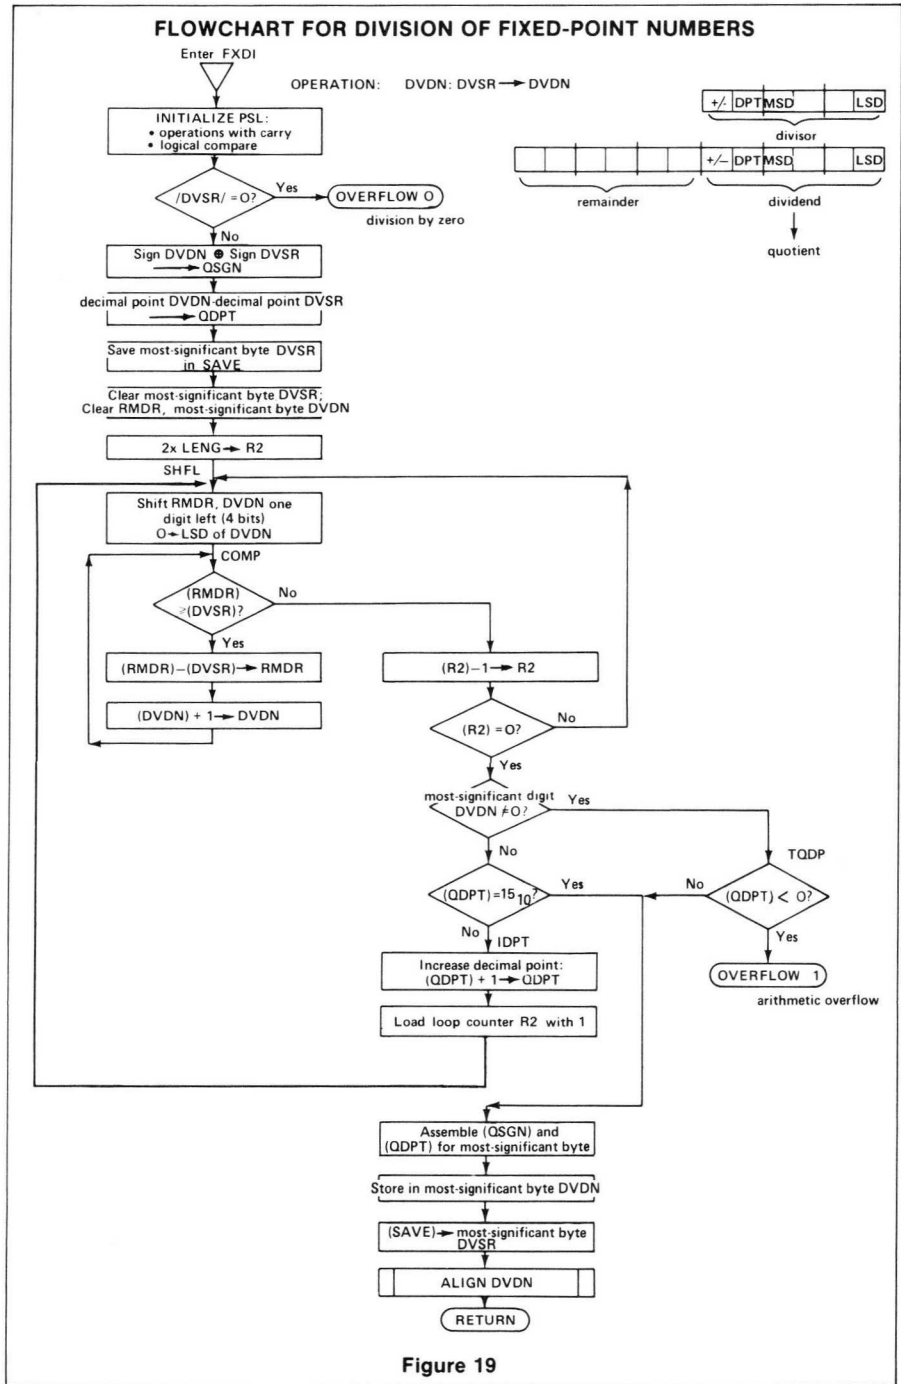 FLOWCHART FOR DIVISION OF FIXED-POINT NUMBERS
Enter FXDI
OPERATION: DVDN: DVSR → DVDN
+/- DPT MSD LSD
divisor
+/− DPT MSD LSD
remainder
dividend
quotient
INITIALIZE PSL:
• operations with carry
• logical compare
/DVSR/ = O?
Yes
OVERFLOW O
division by zero
No
Sign DVDN ⊕ Sign DVSR
→ QSGN
decimal point DVDN-decimal point DVSR
→ QDPT
Save most-significant byte DVSR
in SAVE
Clear most-significant byte DVSR;
Clear RMDR, most-significant byte DVDN
2x LENG → R2
SHFL
Shift RMDR, DVDN one
digit left (4 bits)
O → LSD of DVDN
COMP
(RMDR)
≥(DVSR)?
No
Yes
(RMDR)−(DVSR) → RMDR
(DVDN) + 1 → DVDN
(R2)−1 → R2
(R2) = O?
No
Yes
most-significant digit
DVDN ≠ O?
Yes
No
TQDP
(QDPT) = 15₁₀?
Yes
No
(QDPT) < O?
Yes
OVERFLOW 1
arithmetic overflow
No
IDPT
Increase decimal point:
(QDPT) + 1 → QDPT
Load loop counter R2 with 1
Assemble (QSGN) and
(QDPT) for most-significant byte
Store in most-significant byte DVDN
(SAVE) → most-significant byte
DVSR
ALIGN DVDN
RETURN
Figure 19